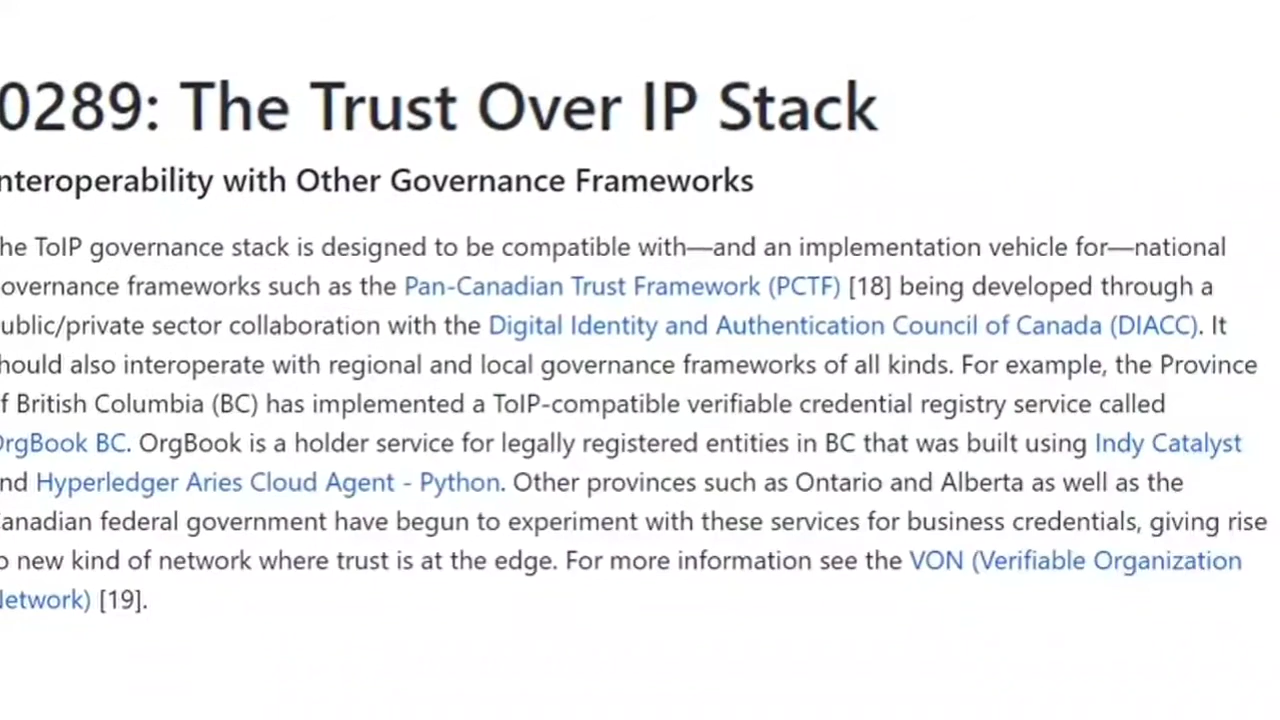 0289: The Trust Over IP Stack
nteroperability with Other Governance Frameworks
he ToIP governance stack is designed to be compatible with—and an implementation vehicle for—national
overnance frameworks such as the Pan-Canadian Trust Framework (PCTF) [18] being developed through a
ublic/private sector collaboration with the Digital Identity and Authentication Council of Canada (DIACC). It
hould also interoperate with regional and local governance frameworks of all kinds. For example, the Province
f British Columbia (BC) has implemented a ToIP-compatible verifiable credential registry service called
OrgBook BC. OrgBook is a holder service for legally registered entities in BC that was built using Indy Catalyst
nd Hyperledger Aries Cloud Agent - Python. Other provinces such as Ontario and Alberta as well as the
anadian federal government have begun to experiment with these services for business credentials, giving rise
o new kind of network where trust is at the edge. For more information see the VON (Verifiable Organization
Network) [19].